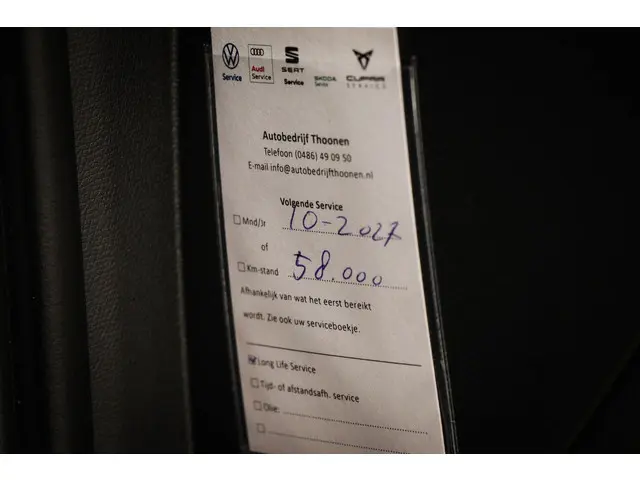 Service
Audi
Service
SEAT
Service
SKODA
Service
CUPRA
SERVICE
Autobedrijf Thoonen
Telefoon (0486) 49 09 50
E-mail info@autobedrijfthoonen.nl
Volgende Service
Mnd/Jr 10-2027
of
Km-stand 58.000
Afhankelijk van wat het eerst bereikt
wordt. Zie ook uw serviceboekje.
Long Life Service
Tijd- of afstandsafh. service
Olie: